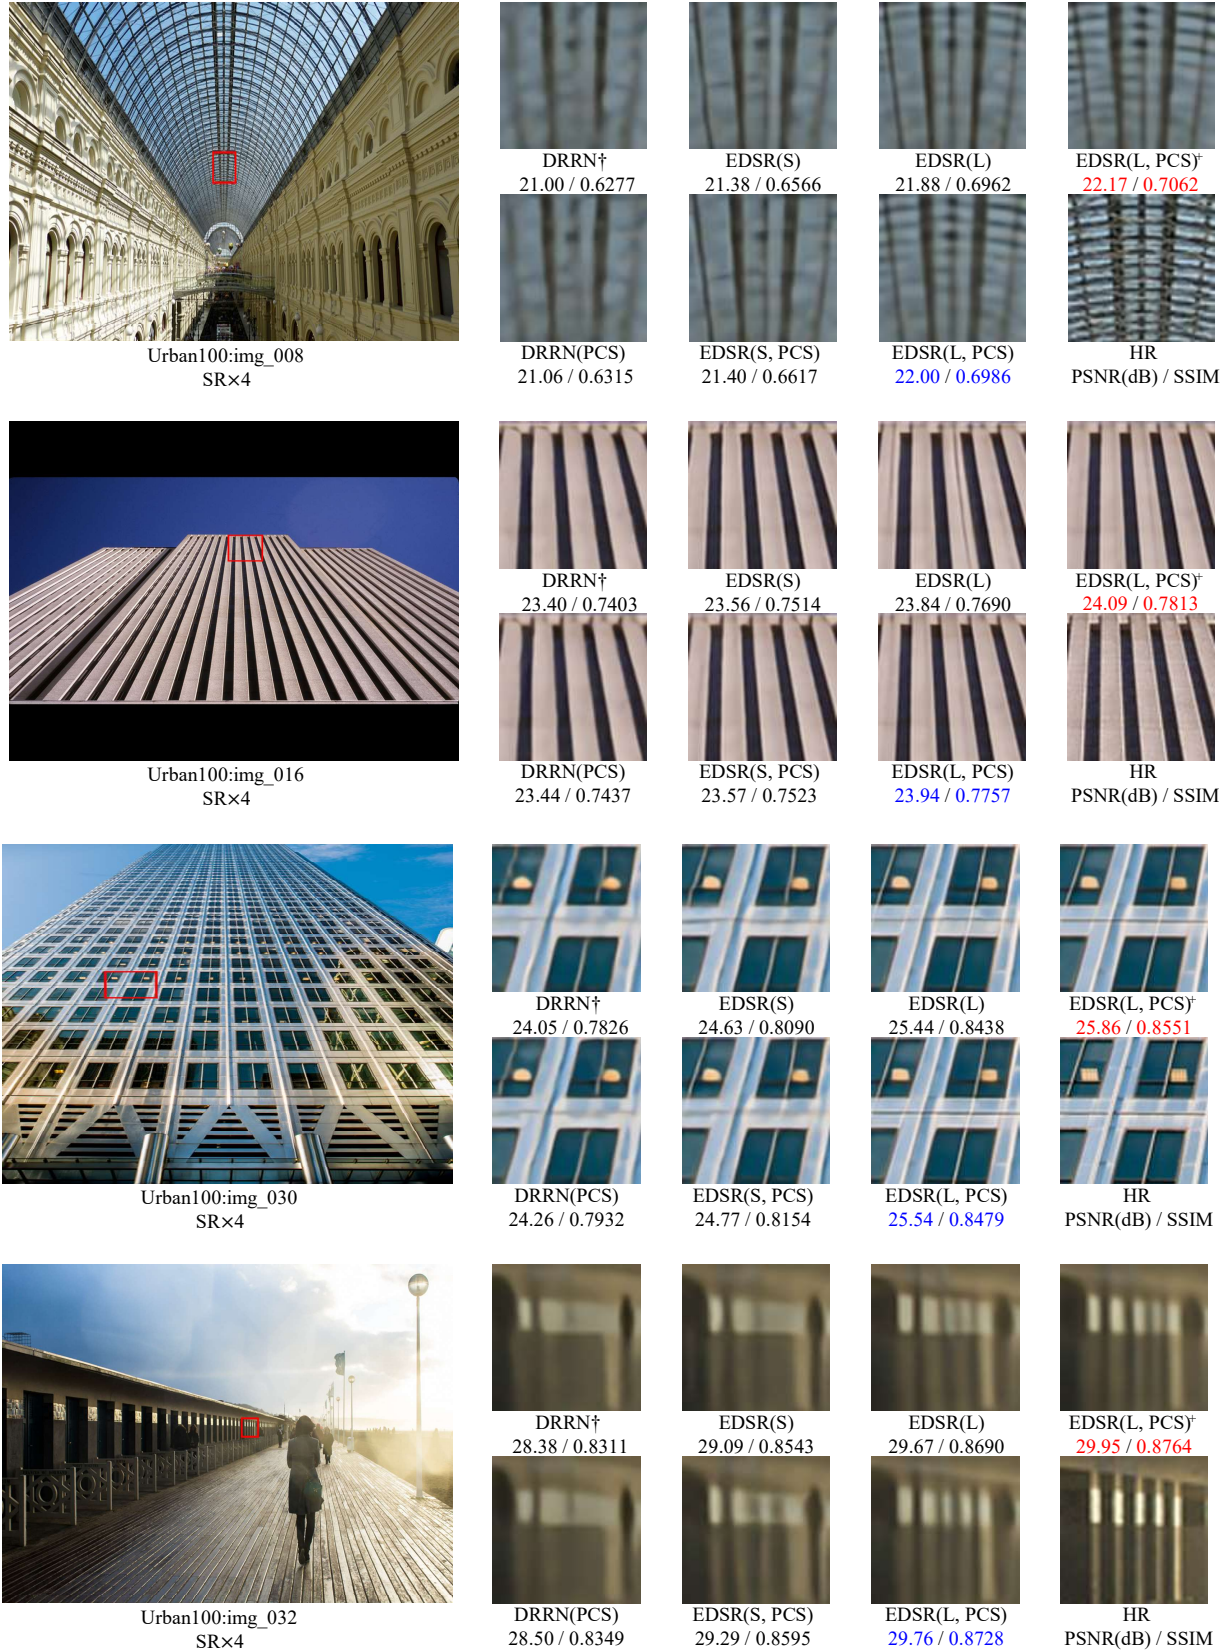 DRRN† EDSR(S) EDSR(L) EDSR(L, PCS)+
21.00 / 0.6277 21.38 / 0.6566 21.88 / 0.6962 22.17 / 0.7062
Urban100:img_008 DRRN(PCS) EDSR(S, PCS) EDSR(L, PCS) HR
SR×4 21.06 / 0.6315 21.40 / 0.6617 22.00 / 0.6986 PSNR(dB) / SSIM
DRRN† EDSR(S) EDSR(L) EDSR(L, PCS)+
23.40 / 0.7403 23.56 / 0.7514 23.84 / 0.7690 24.09 / 0.7813
Urban100:img_016 DRRN(PCS) EDSR(S, PCS) EDSR(L, PCS) HR
SR×4 23.44 / 0.7437 23.57 / 0.7523 23.94 / 0.7757 PSNR(dB) / SSIM
DRRN† EDSR(S) EDSR(L) EDSR(L, PCS)+
24.05 / 0.7826 24.63 / 0.8090 25.44 / 0.8438 25.86 / 0.8551
Urban100:img_030 DRRN(PCS) EDSR(S, PCS) EDSR(L, PCS) HR
SR×4 24.26 / 0.7932 24.77 / 0.8154 25.54 / 0.8479 PSNR(dB) / SSIM
DRRN† EDSR(S) EDSR(L) EDSR(L, PCS)+
28.38 / 0.8311 29.09 / 0.8543 29.67 / 0.8690 29.95 / 0.8764
Urban100:img_032 DRRN(PCS) EDSR(S, PCS) EDSR(L, PCS) HR
SR×4 28.50 / 0.8349 29.29 / 0.8595 29.76 / 0.8728 PSNR(dB) / SSIM